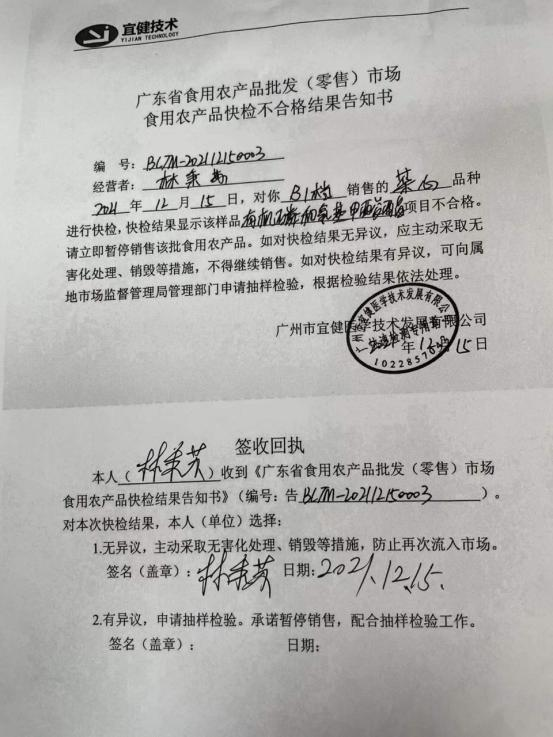 宜健技术
YIJIAN TECHNOLOGY
广东省食用农产品批发（零售）市场
食用农产品快检不合格结果告知书
编　号：BLTM-202112150003
经营者：林秉
2021 年 12 月 15 日，对你 B1档 销售的 菜心 品种
进行快检，快检结果显示该样品有机磷和氨基甲酸酯项目不合格。
请立即暂停销售该批食用农产品。如对快检结果无异议，应主动采取无
害化处理、销毁等措施，不得继续销售。如对快检结果有异议，可向属
地市场监督管理局管理部门申请抽样检验，根据检验结果依法处理。
广州市宜健医学技术发展有限公司
年 12 月 15 日
签收回执
本人（林秉芬）收到《广东省食用农产品批发（零售）市场
食用农产品快检结果告知书》（编号：告BLTM-202112150003）。
对本次快检结果，本人（单位）选择：
1.无异议，主动采取无害化处理、销毁等措施，防止再次流入市场。
签名（盖章）：林秉芬 日期：2021.12.15.
2.有异议，申请抽样检验。承诺暂停销售，配合抽样检验工作。
签名（盖章）：　日期：